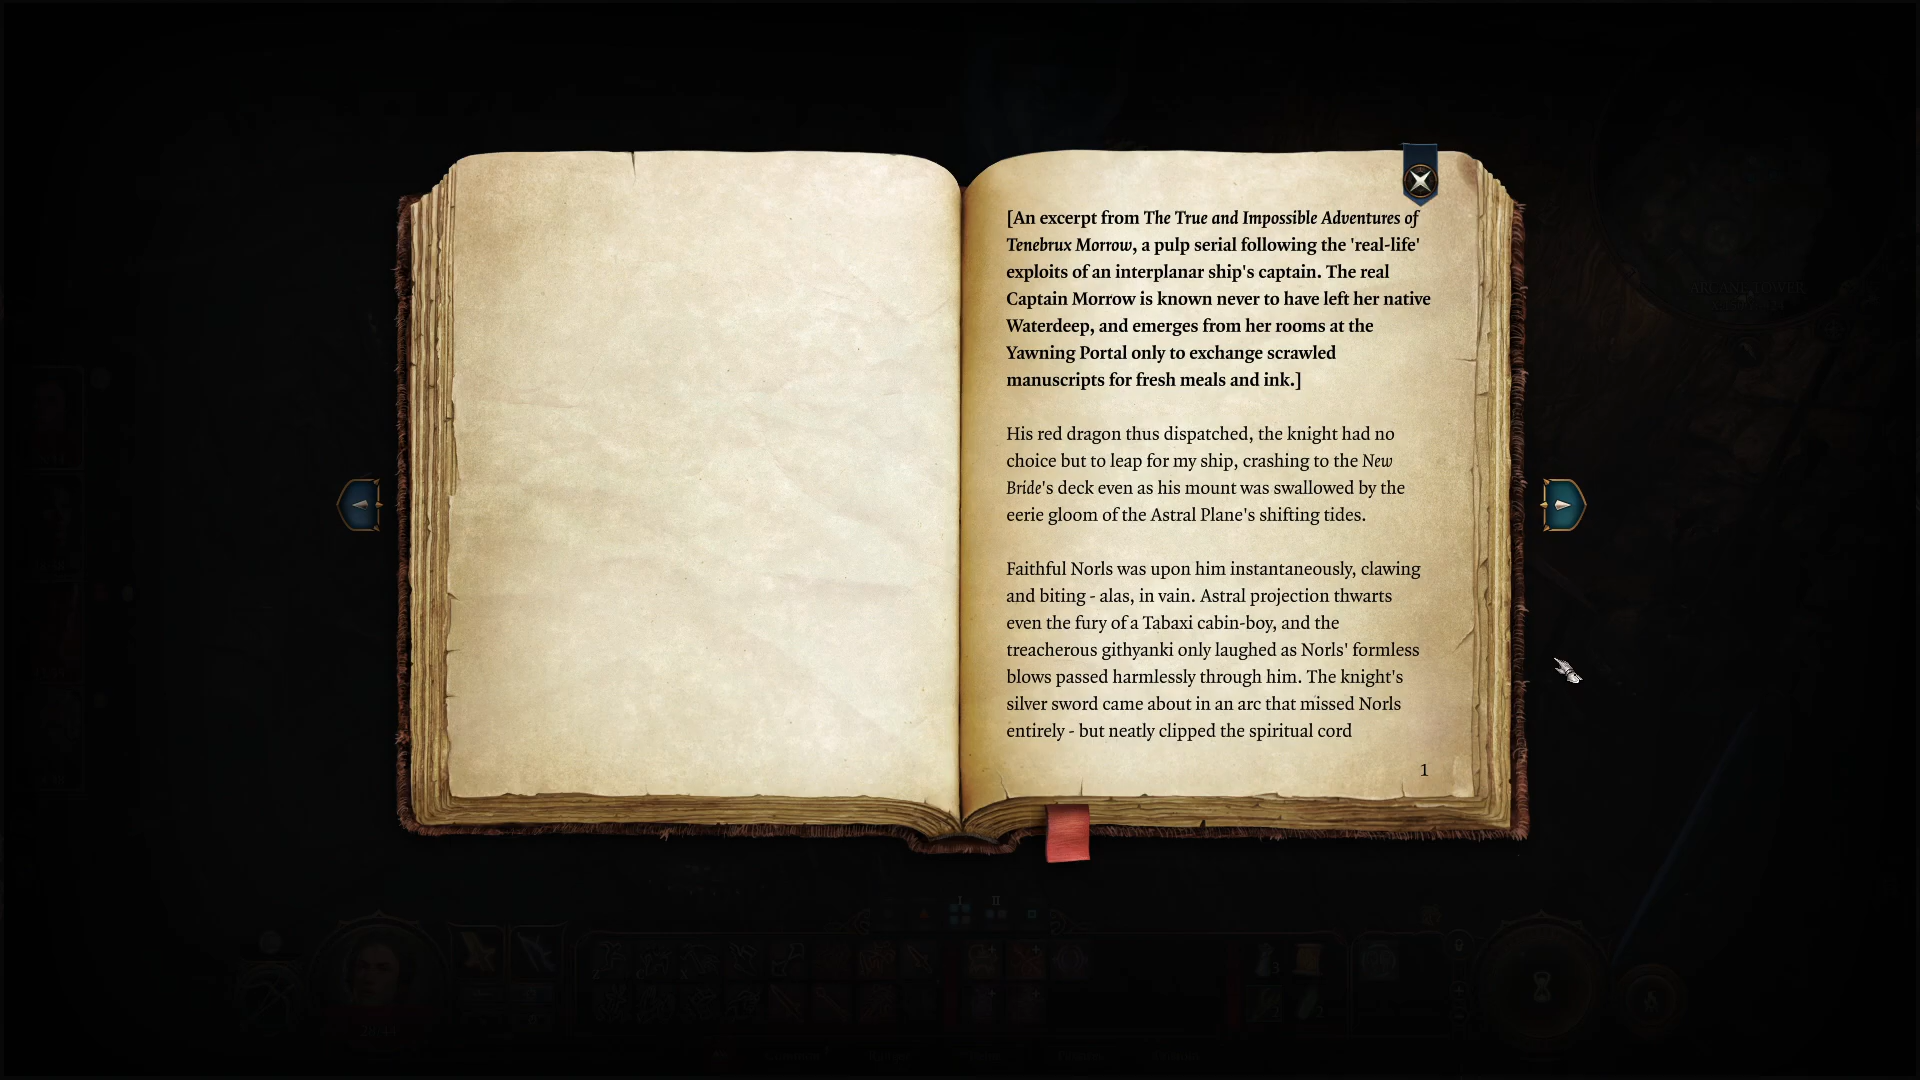 [An excerpt from The True and Impossible Adventures of
Tenebrux Morrow, a pulp serial following the 'real-life'
exploits of an interplanar ship's captain. The real
Captain Morrow is known never to have left her native
Waterdeep, and emerges from her rooms at the
Yawning Portal only to exchange scrawled
manuscripts for fresh meals and ink.]
His red dragon thus dispatched, the knight had no
choice but to leap for my ship, crashing to the New
Bride's deck even as his mount was swallowed by the
eerie gloom of the Astral Plane's shifting tides.
Faithful Norls was upon him instantaneously, clawing
and biting - alas, in vain. Astral projection thwarts
even the fury of a Tabaxi cabin-boy, and the
treacherous githyanki only laughed as Norls' formless
blows passed harmlessly through him. The knight's
silver sword came about in an arc that missed Norls
entirely - but neatly clipped the spiritual cord
1
ARCANE TOWER
I II